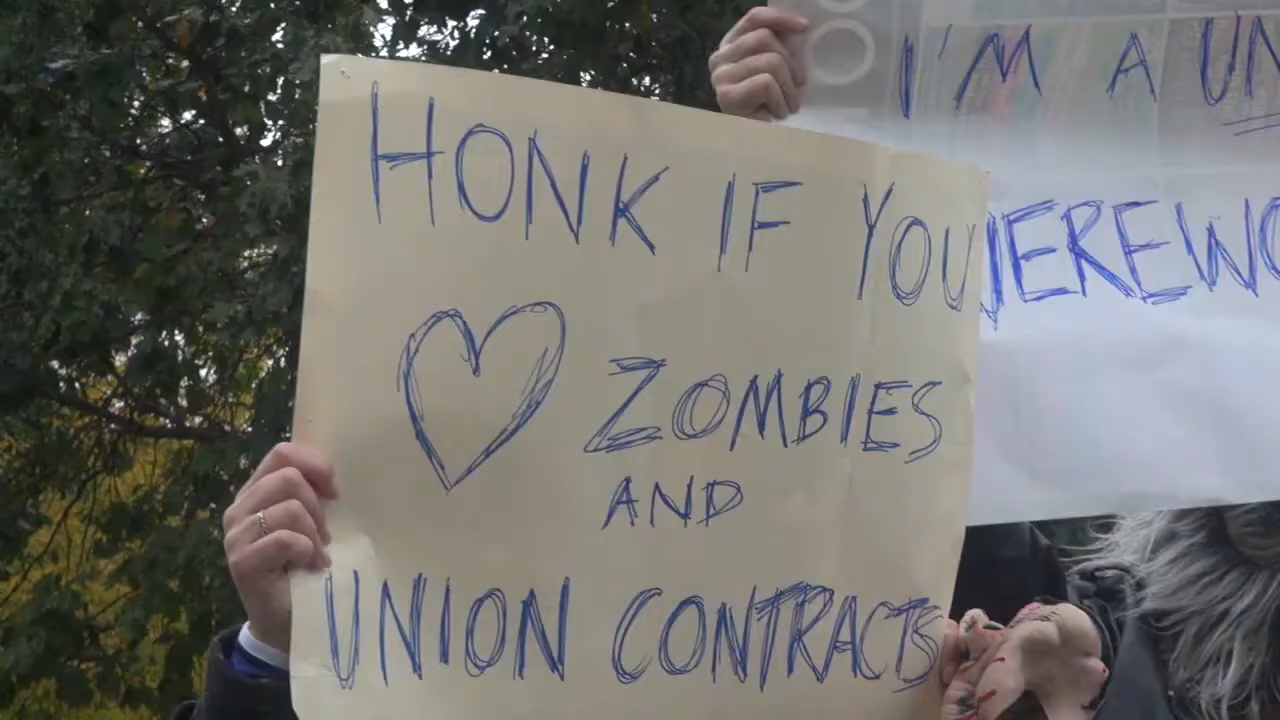 HONK IF YOU
♡ ZOMBIES
AND
UNION CONTRACTS
I'M A